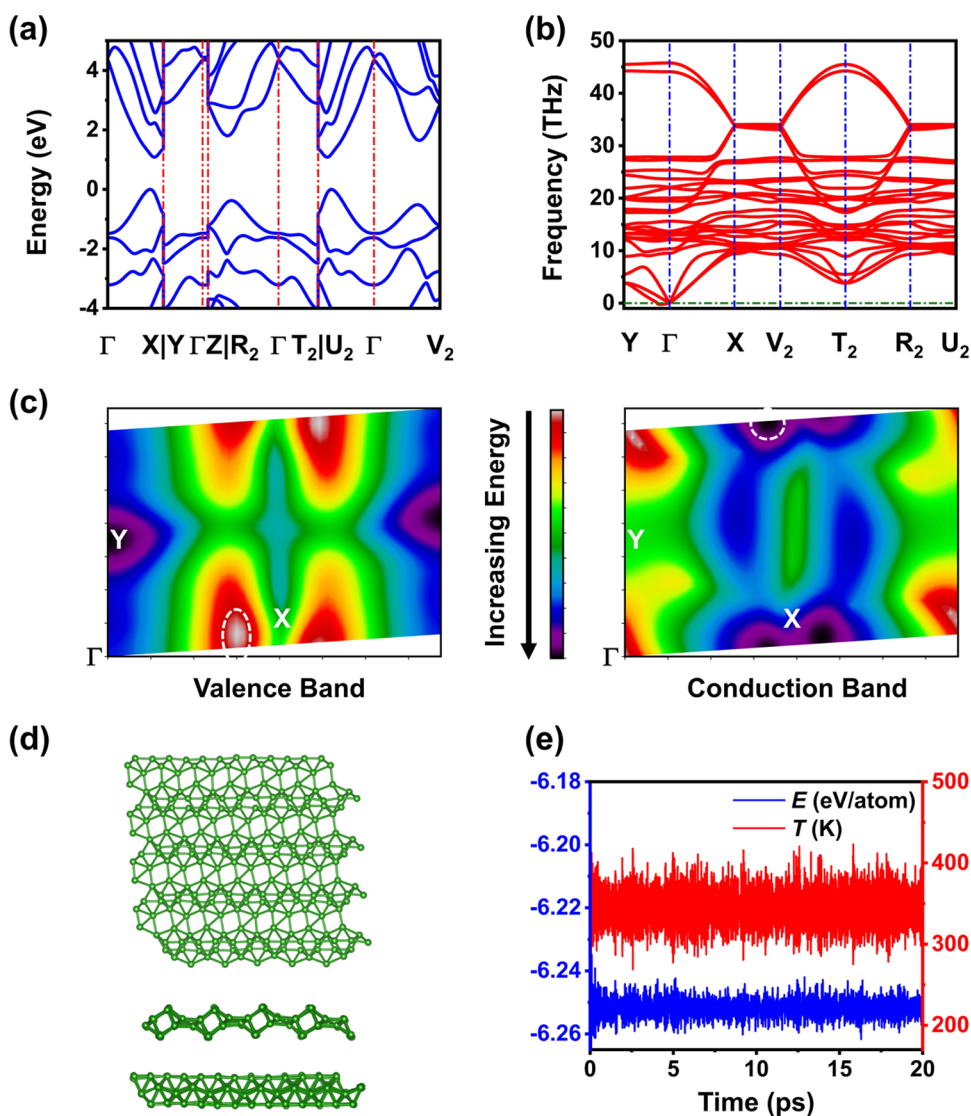 (a)
Energy (eV)
4
2
0
-2
-4
Γ X|Y Γ Z|R₂ Γ T₂|U₂ Γ V₂
(b)
Frequency (THz)
50
40
30
20
10
0
Y Γ X V₂ T₂ R₂ U₂
(c)
Y
X
Γ
Valence Band
Increasing Energy
Y
X
Γ
Conduction Band
(d)
(e)
-6.18
-6.20
-6.22
-6.24
-6.26
E (eV/atom)
T (K)
500
400
300
200
0 5 10 15 20
Time (ps)